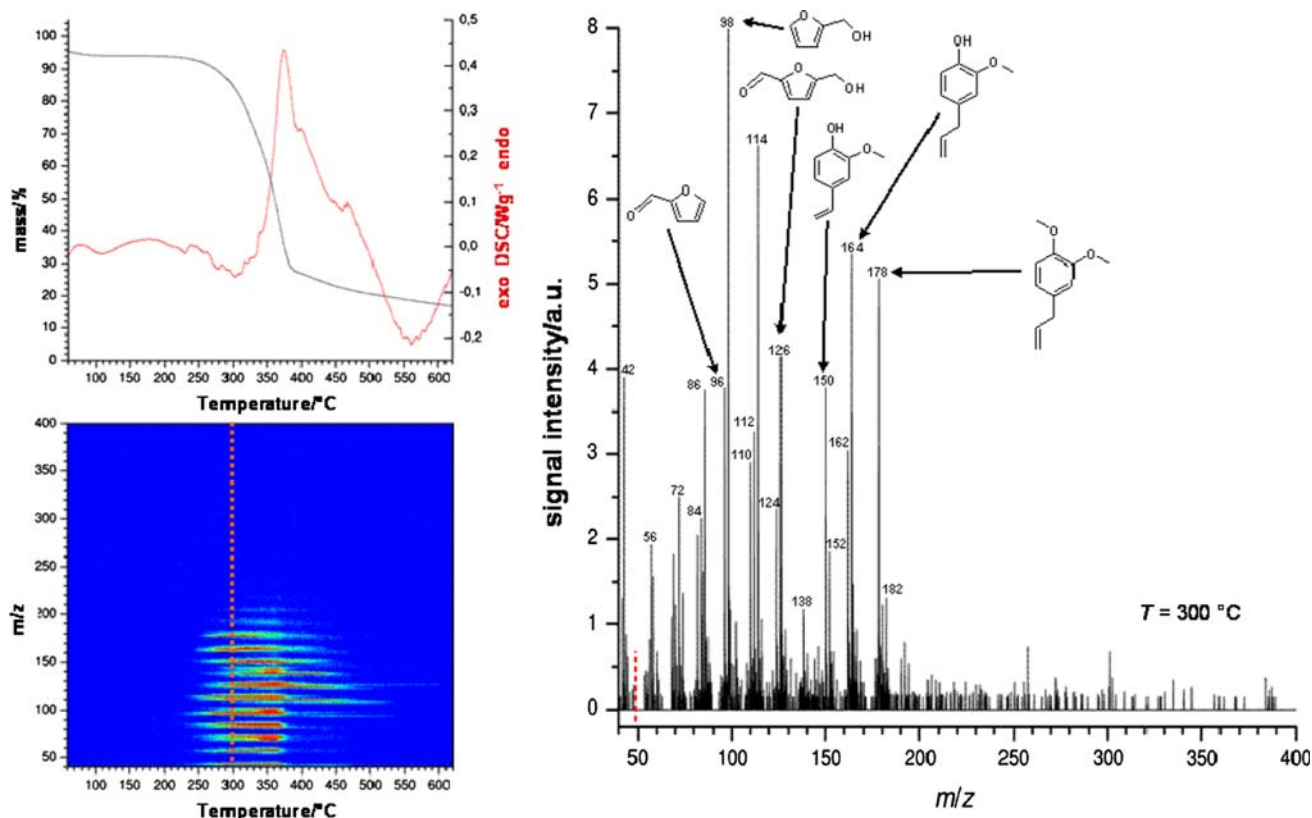 100
90
80
70
60
50
40
30
20
10
0
mass/%
0,5
0,4
0,3
0,2
0,1
0,0
-0,1
-0,2
exo DSC/Wg⁻¹ endo
100 150 200 250 300 350 400 450 500 550 600
Temperature/°C
400
350
300
250
200
150
100
50
m/z
100 150 200 250 300 350 400 450 500 550 600
Temperature/°C
8
7
6
5
4
3
2
1
0
signal intensity/a.u.
98
O
OH
O
O
OH
OH
O
114
OH
O
O
O
164
178
O
O
126
42
86
96
150
112
110
162
72
84
124
56
152
138
182
T = 300 °C
50 100 150 200 250 300 350 400
m/z